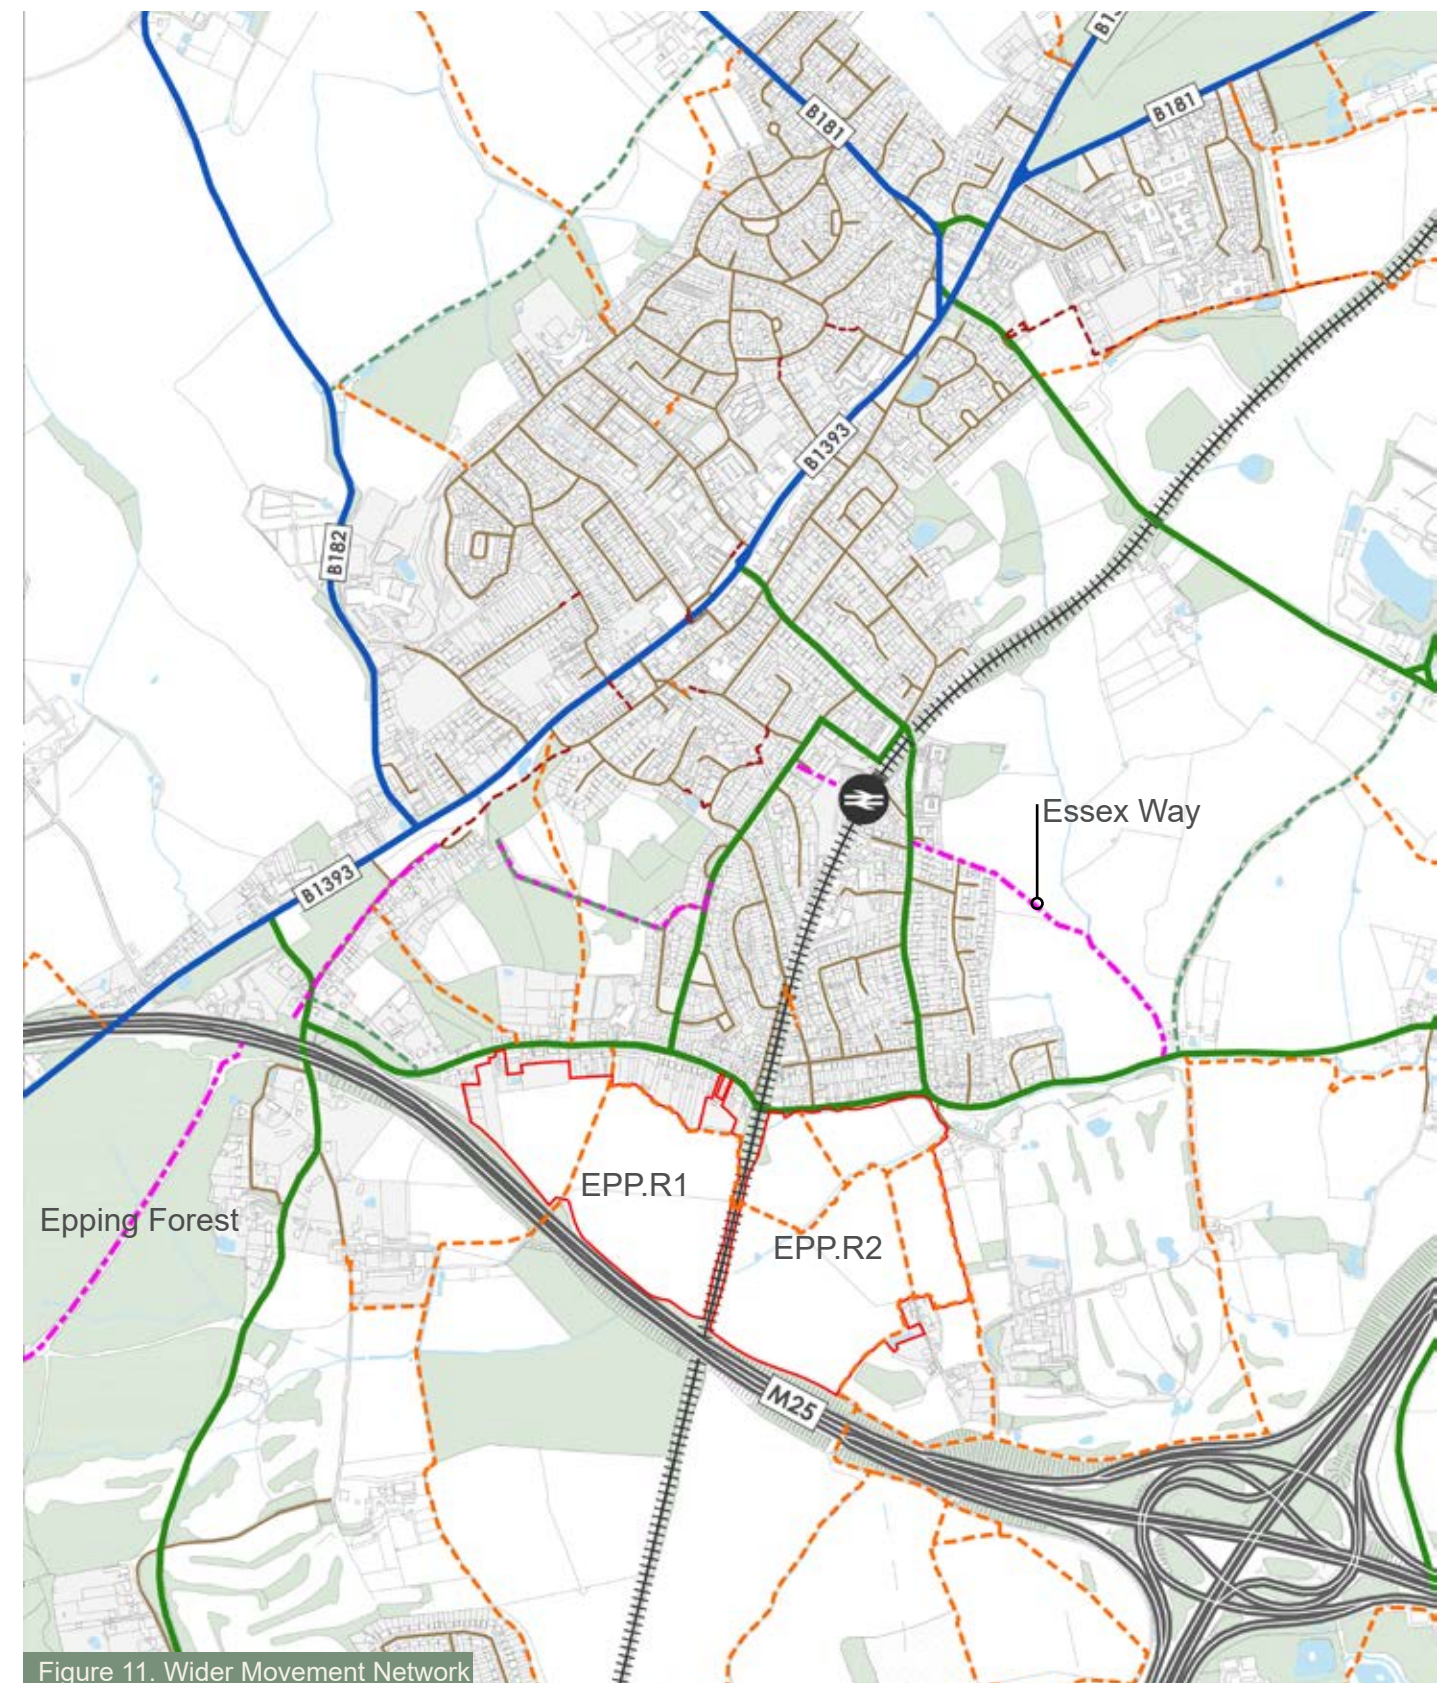 B13
B181
B181
B1393
B182
Essex Way
B1393
EPP.R1
Epping Forest
EPP.R2
M25
Figure 11. Wider Movement Network